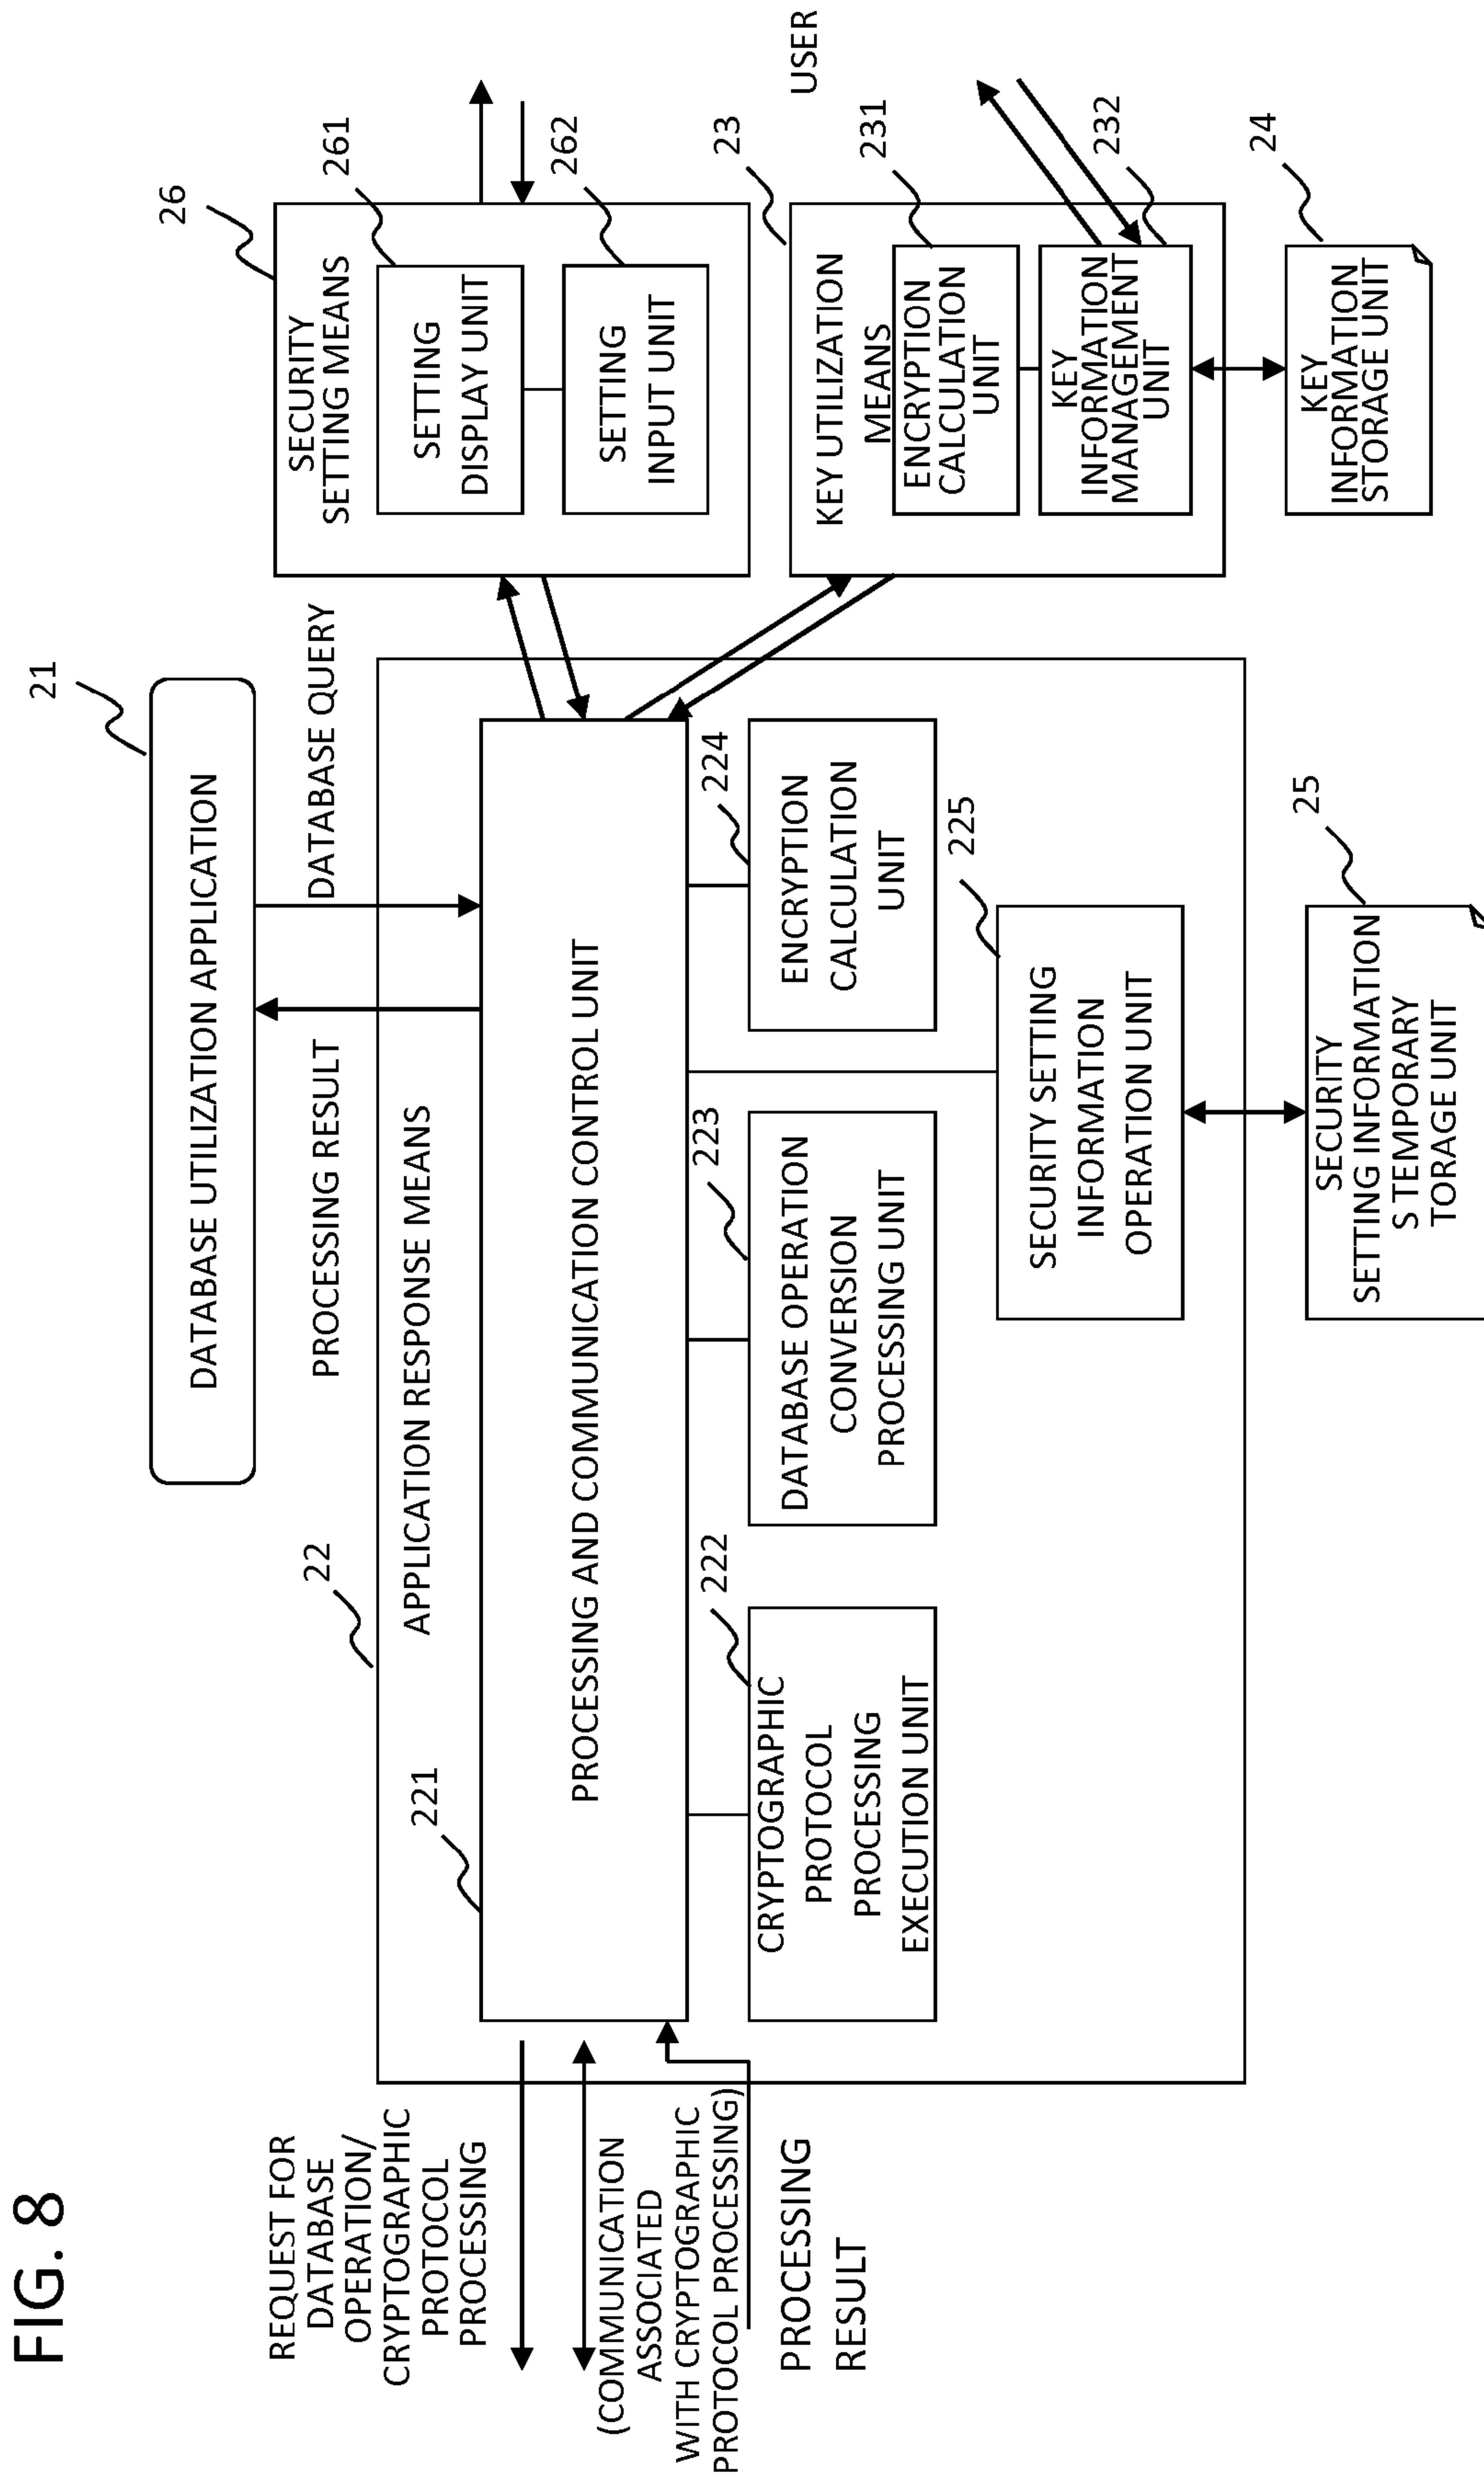 FIG. 8
21
DATABASE UTILIZATION APPLICATION
PROCESSING RESULT
DATABASE QUERY
22
APPLICATION RESPONSE MEANS
REQUEST FOR
DATABASE
OPERATION/
CRYPTOGRAPHIC
PROTOCOL
PROCESSING
(COMMUNICATION
ASSOCIATED
WITH CRYPTOGRAPHIC
PROTOCOL PROCESSING)
PROCESSING
RESULT
221
PROCESSING AND COMMUNICATION CONTROL UNIT
222
CRYPTOGRAPHIC
PROTOCOL
PROCESSING
EXECUTION UNIT
223
DATABASE OPERATION
CONVERSION
PROCESSING UNIT
224
ENCRYPTION
CALCULATION
UNIT
225
SECURITY SETTING
INFORMATION
OPERATION UNIT
25
SECURITY
SETTING INFORMATION
S TEMPORARY
TORAGE UNIT
26
SECURITY
SETTING MEANS
261
SETTING
DISPLAY UNIT
262
SETTING
INPUT UNIT
USER
23
KEY UTILIZATION
MEANS
231
ENCRYPTION
CALCULATION
UNIT
232
KEY
INFORMATION
MANAGEMENT
UNIT
24
KEY
INFORMATION
STORAGE UNIT